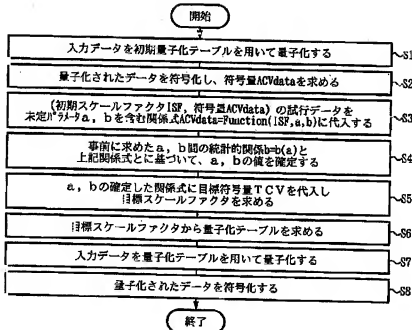 開始
入力データを初期量子化テーブルを用いて量子化する
S1
量子化されたデータを符号化し、符号量ACVdataを求める
S2
(初期スケールファクタISF, 符号量ACVdata) の試行データを
未定パラメータa, bを含む関係式ACVdata=Function(ISF,a,b)に代入する
S3
事前に求めたa, b間の統計的関係b=b(a)と
上記関係式とに基づいて、a, bの値を確定する
S4
a, bの確定した関係式に目標符号量TCVを代入し
目標スケールファクタを求める
S5
目標スケールファクタから量子化テーブルを求める
S6
入力データを量子化テーブルを用いて量子化する
S7
量子化されたデータを符号化する
S8
終了